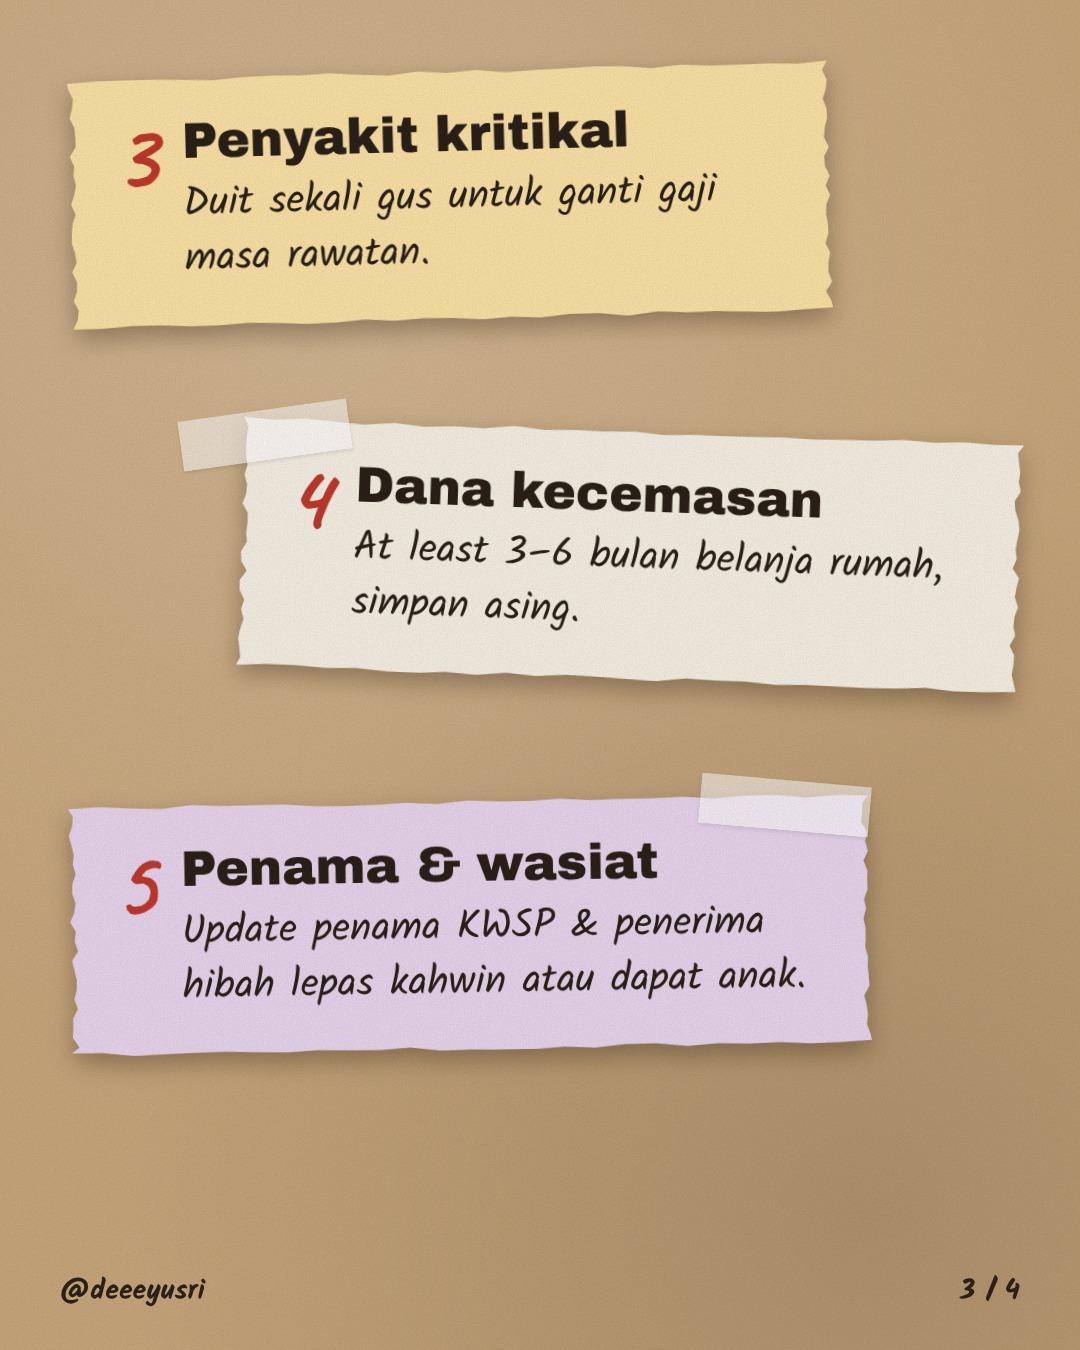 3 Penyakit kritikal
Duit sekali gus untuk ganti gaji
masa rawatan.
4 Dana kecemasan
At least 3–6 bulan belanja rumah,
simpan asing.
5 Penama & wasiat
Update penama KWSP & penerima
hibah lepas kahwin atau dapat anak.
@deeeyusri
3 / 4